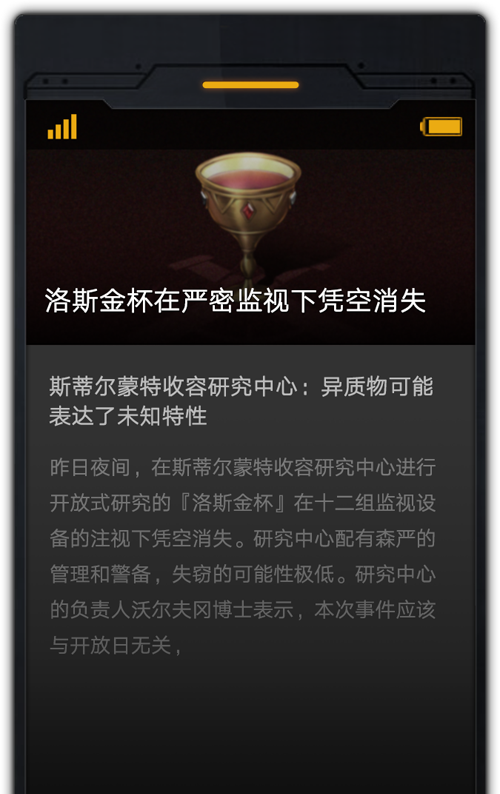 洛斯金杯在严密监视下凭空消失
斯蒂尔蒙特收容研究中心：异质物可能
表达了未知特性
昨日夜间，在斯蒂尔蒙特收容研究中心进行
开放式研究的『洛斯金杯』在十二组监视设
备的注视下凭空消失。研究中心配有森严的
管理和警备，失窃的可能性极低。研究中心
的负责人沃尔夫冈博士表示，本次事件应该
与开放日无关，